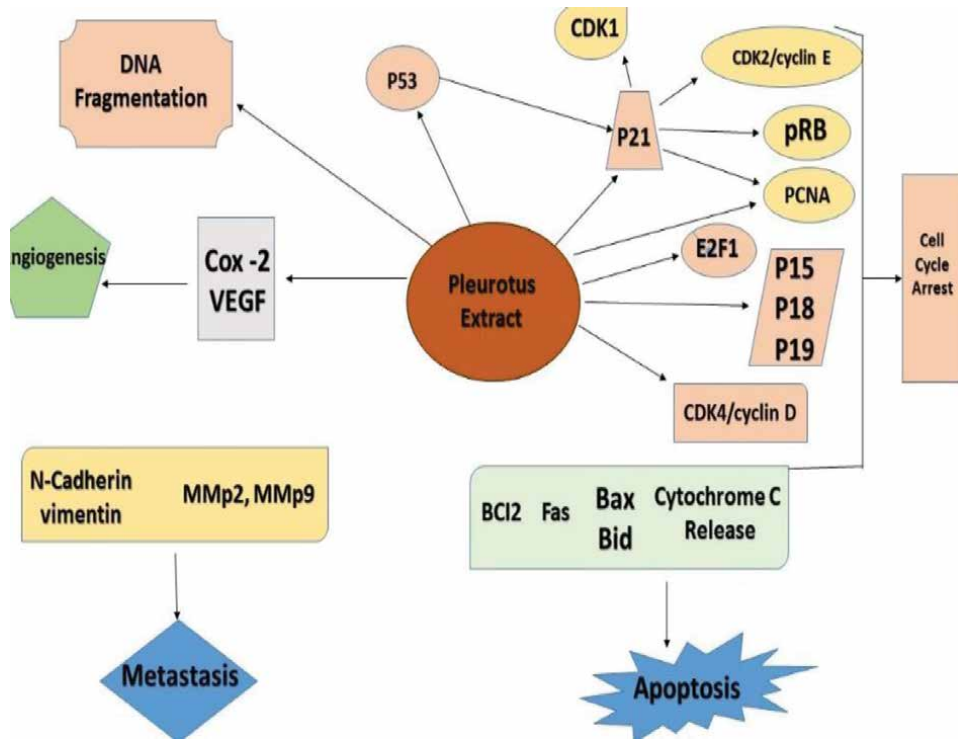 DNA
Fragmentation
P53
CDK1
CDK2/cyclin E
P21
pRB
PCNA
E2F1
P15
P18
P19
Cell
Cycle
Arrest
ngiogenesis
Cox -2
VEGF
Pleurotus
Extract
CDK4/cyclin D
N-Cadherin
vimentin
MMp2, MMp9
BCl2
Fas
Bax
Bid
Cytochrome C
Release
Metastasis
Apoptosis